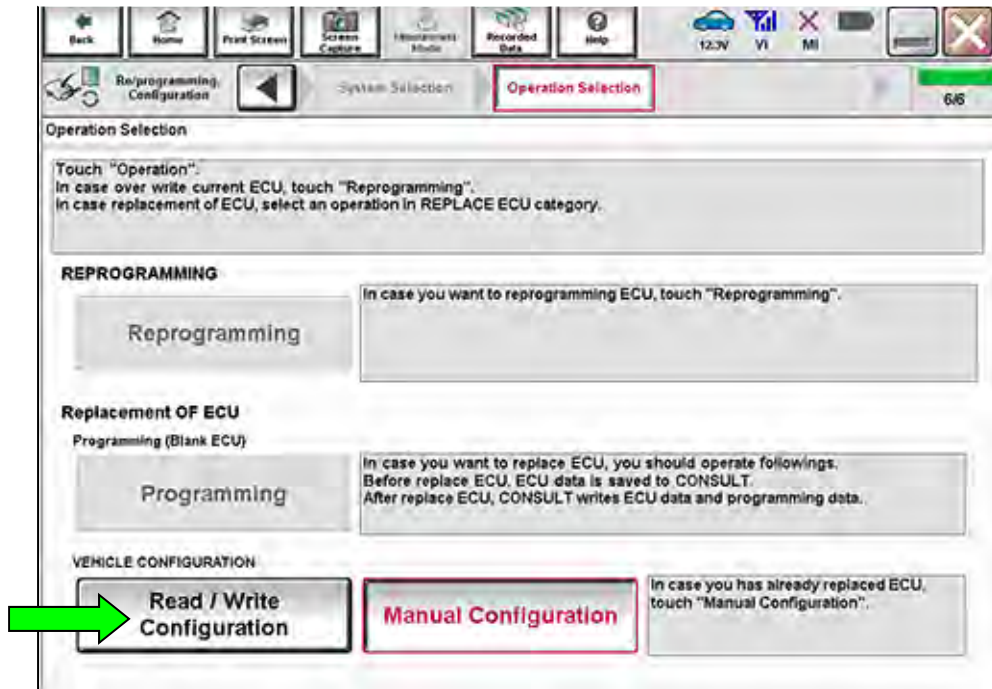 Back
Home
Print Screen
Screen
Capture
Measurement
Mode
Recorded
Data
Help
12.3V
VI
MI
Re/programming,
Configuration
System Selection
Operation Selection
6/6
Operation Selection
Touch "Operation".
In case over write current ECU, touch "Reprogramming".
In case replacement of ECU, select an operation in REPLACE ECU category.
REPROGRAMMING
Reprogramming
In case you want to reprogramming ECU, touch "Reprogramming".
Replacement OF ECU
Programming (Blank ECU)
Programming
In case you want to replace ECU, you should operate followings.
Before replace ECU, ECU data is saved to CONSULT.
After replace ECU, CONSULT writes ECU data and programming data.
VEHICLE CONFIGURATION
Read / Write
Configuration
Manual Configuration
In case you has already replaced ECU,
touch "Manual Configuration".